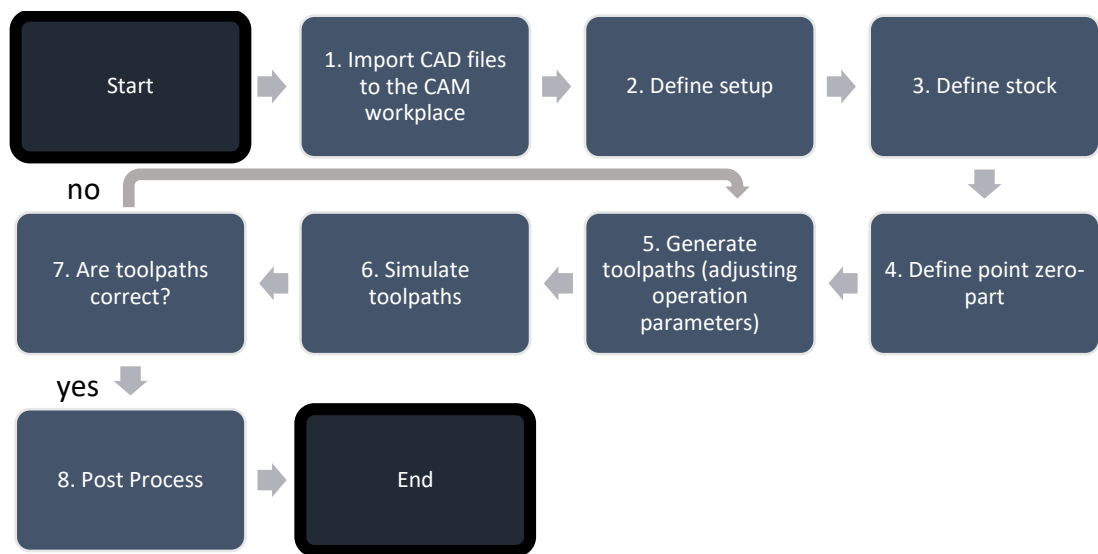 Start
1. Import CAD files
to the CAM
workplace
2. Define setup
3. Define stock
no
7. Are toolpaths
correct?
6. Simulate
toolpaths
5. Generate
toolpaths (adjusting
operation
parameters)
4. Define point zero-
part
yes
8. Post Process
End